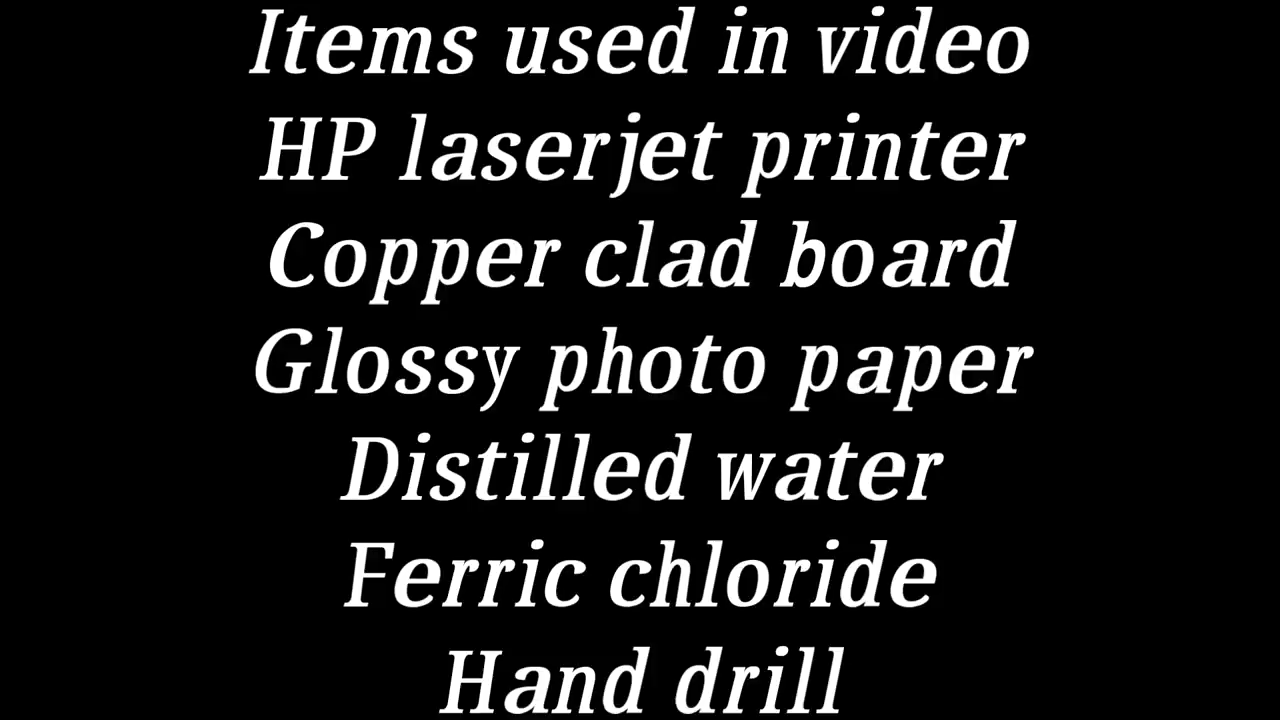 Items used in video
HP laserjet printer
Copper clad board
Glossy photo paper
Distilled water
Ferric chloride
Hand drill